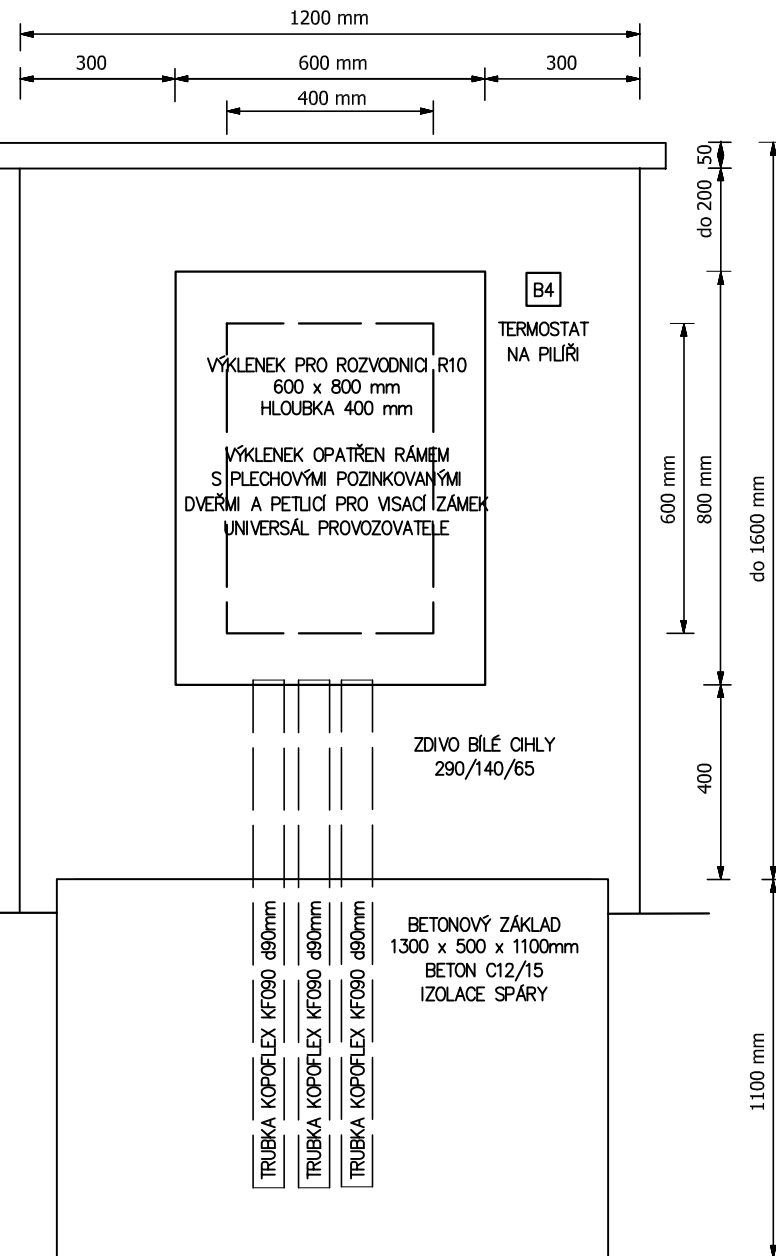 1200 mm
300
600 mm
300
400 mm
50
do 200
B4
TERMOSTAT
NA PILÍŘI
VÝKLENEK PRO ROZVODNICI R10
600 x 800 mm
HLOUBKA 400 mm
VÝKLENEK OPATŘEN RÁMEM
S PLECHOVÝMI POZINKOVANÝMI
DVEŘMI A PETLICÍ PRO VISACÍ ZÁMEK
UNIVERSÁL PROVOZOVATELE
600 mm
800 mm
do 1600 mm
ZDIVO BÍLÉ CIHLY
290/140/65
400
TRUBKA KOPOFLEX KF090 d90mm
TRUBKA KOPOFLEX KF090 d90mm
TRUBKA KOPOFLEX KF090 d90mm
BETONOVÝ ZÁKLAD
1300 x 500 x 1100mm
BETON C12/15
IZOLACE SPÁRY
1100 mm